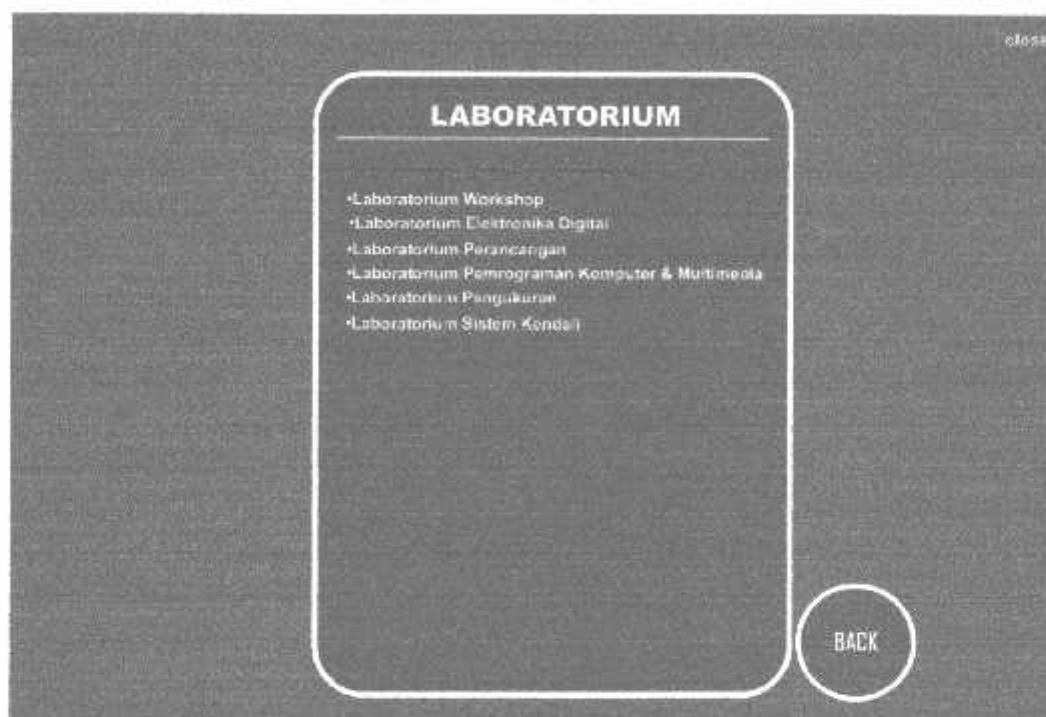 close
LABORATORIUM
•Laboratorium Workshop
•Laboratorium Elektronika Digital
•Laboratorium Perancangan
•Laboratorium Pemrograman Komputer & Multimedia
•Laboratorium Pengukuran
•Laboratorium Sistem Kendali
BACK